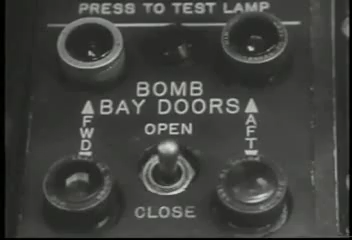 PRESS TO TEST LAMP
BOMB
BAY DOORS
FWD
OPEN
AFT
CLOSE